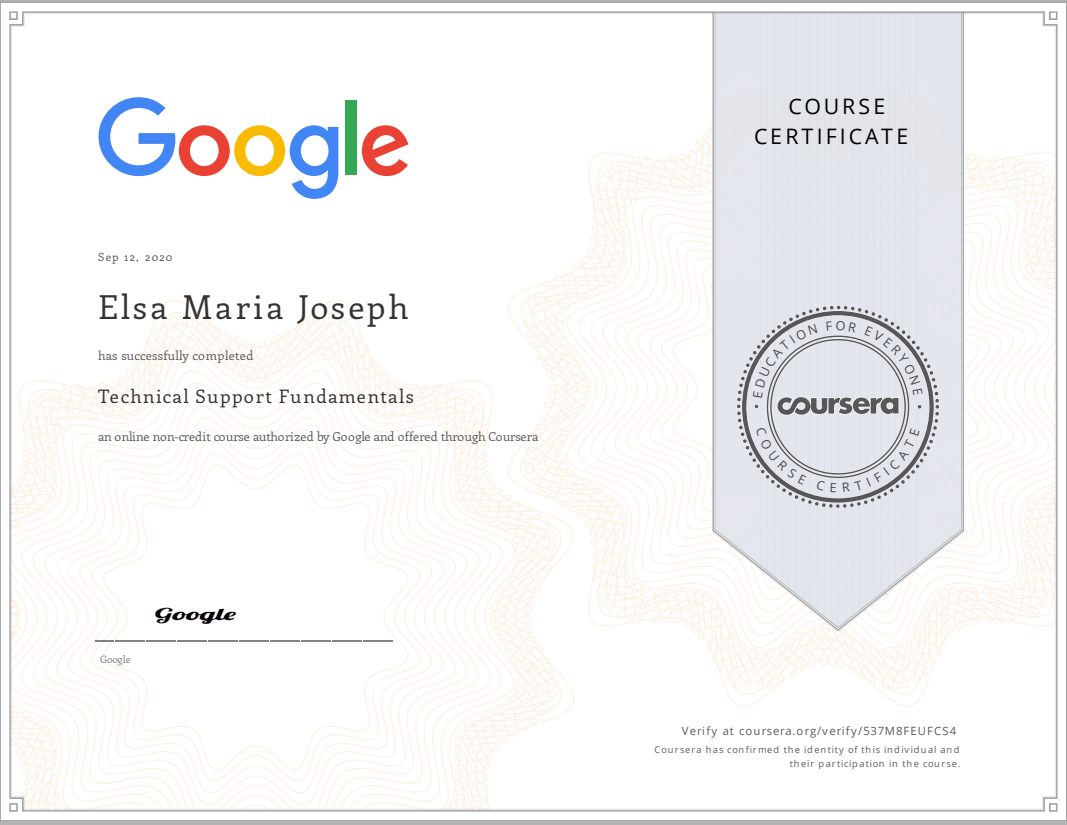 Google
COURSE
CERTIFICATE
Sep 12, 2020
Elsa Maria Joseph
has successfully completed
Technical Support Fundamentals
an online non-credit course authorized by Google and offered through Coursera
EDUCATION FOR EVERYONE
coursera
COURSE CERTIFICATE
Google
Google
Verify at coursera.org/verify/537M8FEUFCS4
Coursera has confirmed the identity of this individual and
their participation in the course.